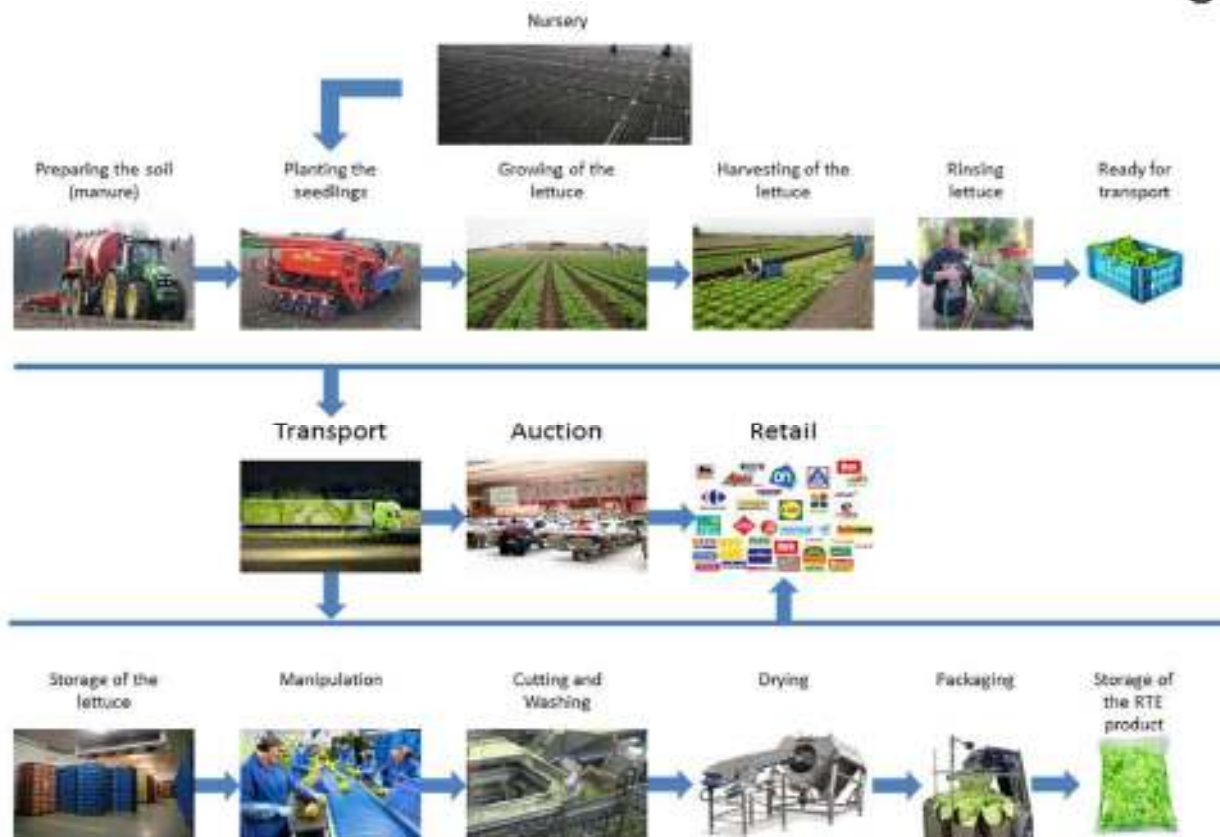 Nursery
Preparing the soil
(manure)
Planting the
seedlings
Growing of the
lettuce
Harvesting of the
lettuce
Rinsing
lettuce
Ready for
transport
Transport
Auction
Retail
Storage of the
lettuce
Manipulation
Cutting and
Washing
Drying
Packaging
Storage of
the RTE
product